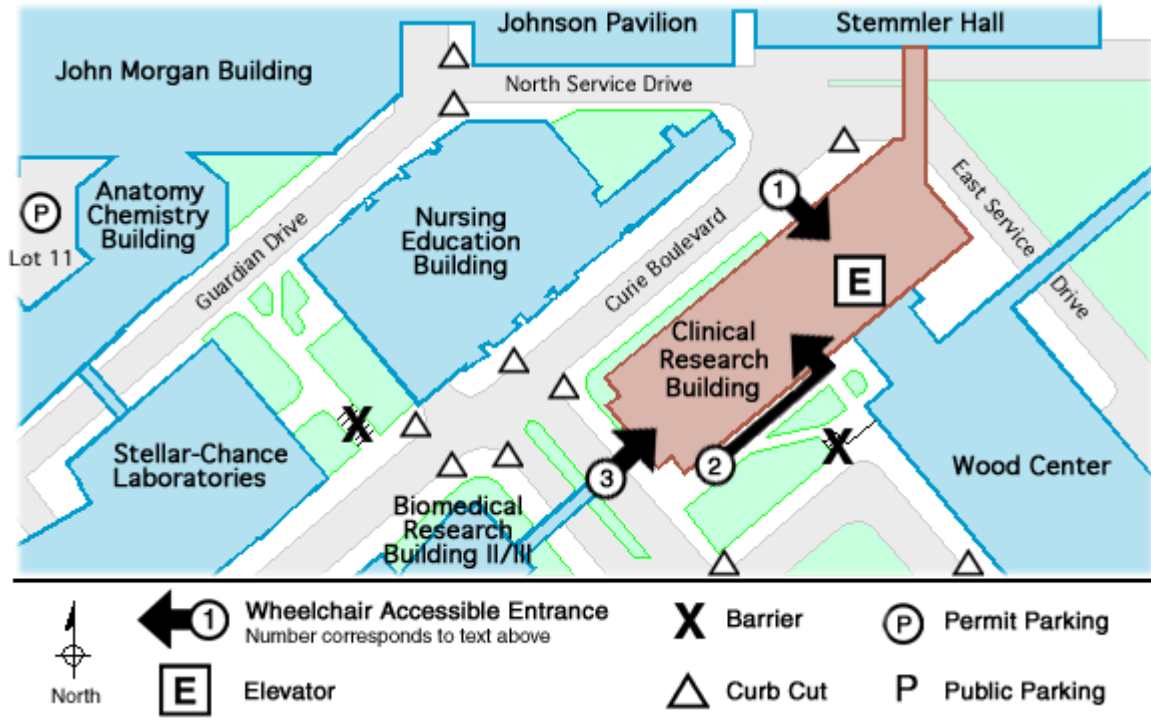 Johnson Pavilion
Stemmler Hall
John Morgan Building
North Service Drive
Anatomy
Chemistry
Building
P
Lot 11
Guardian Drive
Nursing
Education
Building
Curie Boulevard
1
East Service
Drive
E
Clinical
Research
Building
X
Stellar-Chance
Laboratories
3
2
X
Wood Center
Biomedical
Research
Building II/III
North
1
Wheelchair Accessible Entrance
Number corresponds to text above
E
Elevator
X
Barrier
Curb Cut
P
Permit Parking
P
Public Parking